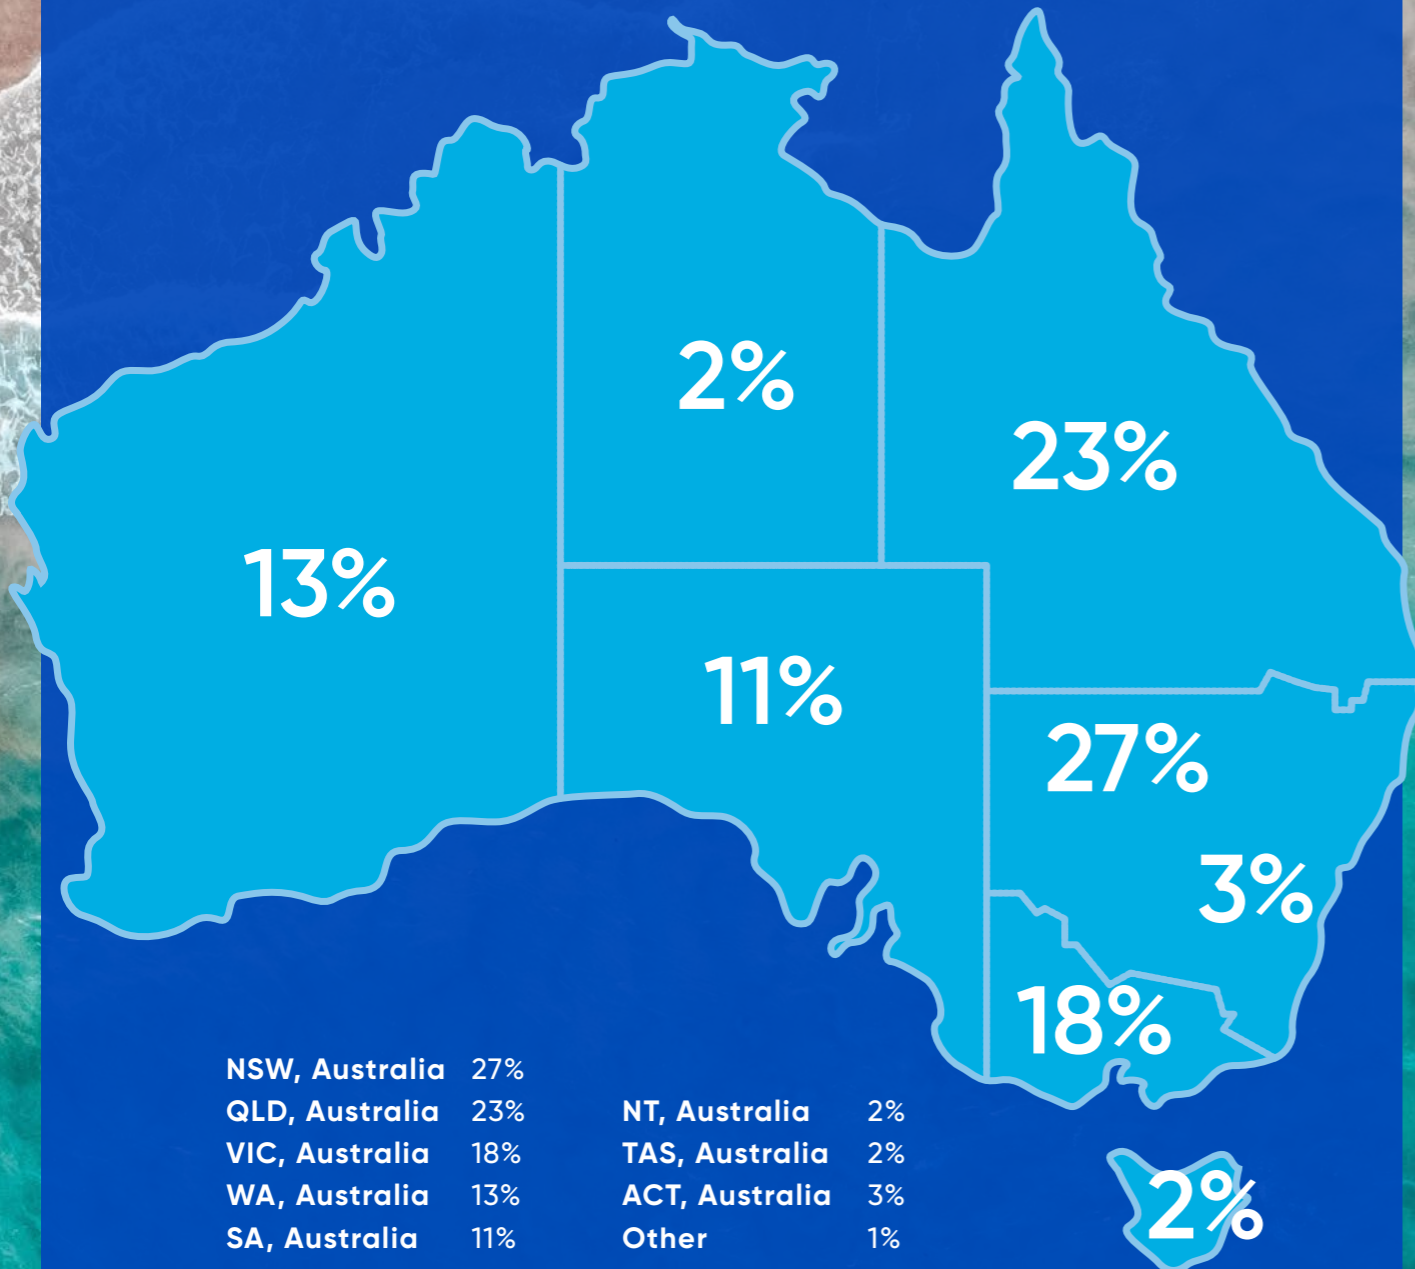 2%
23%
13%
11%
27%
3%
18%
NSW, Australia 27%
QLD, Australia 23%
VIC, Australia 18%
WA, Australia 13%
SA, Australia 11%
NT, Australia 2%
TAS, Australia 2%
ACT, Australia 3%
Other 1%
2%